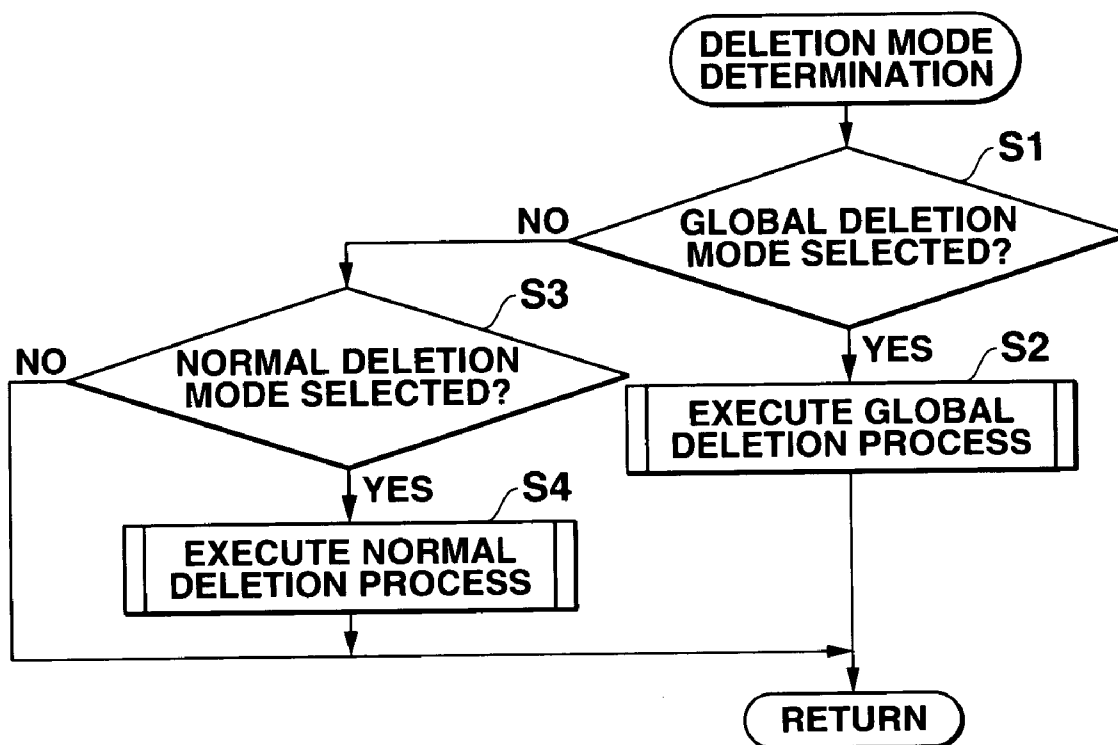 DELETION MODE
DETERMINATION
S1
GLOBAL DELETION
MODE SELECTED?
NO
YES
S2
EXECUTE GLOBAL
DELETION PROCESS
S3
NORMAL DELETION
MODE SELECTED?
NO
YES
S4
EXECUTE NORMAL
DELETION PROCESS
RETURN